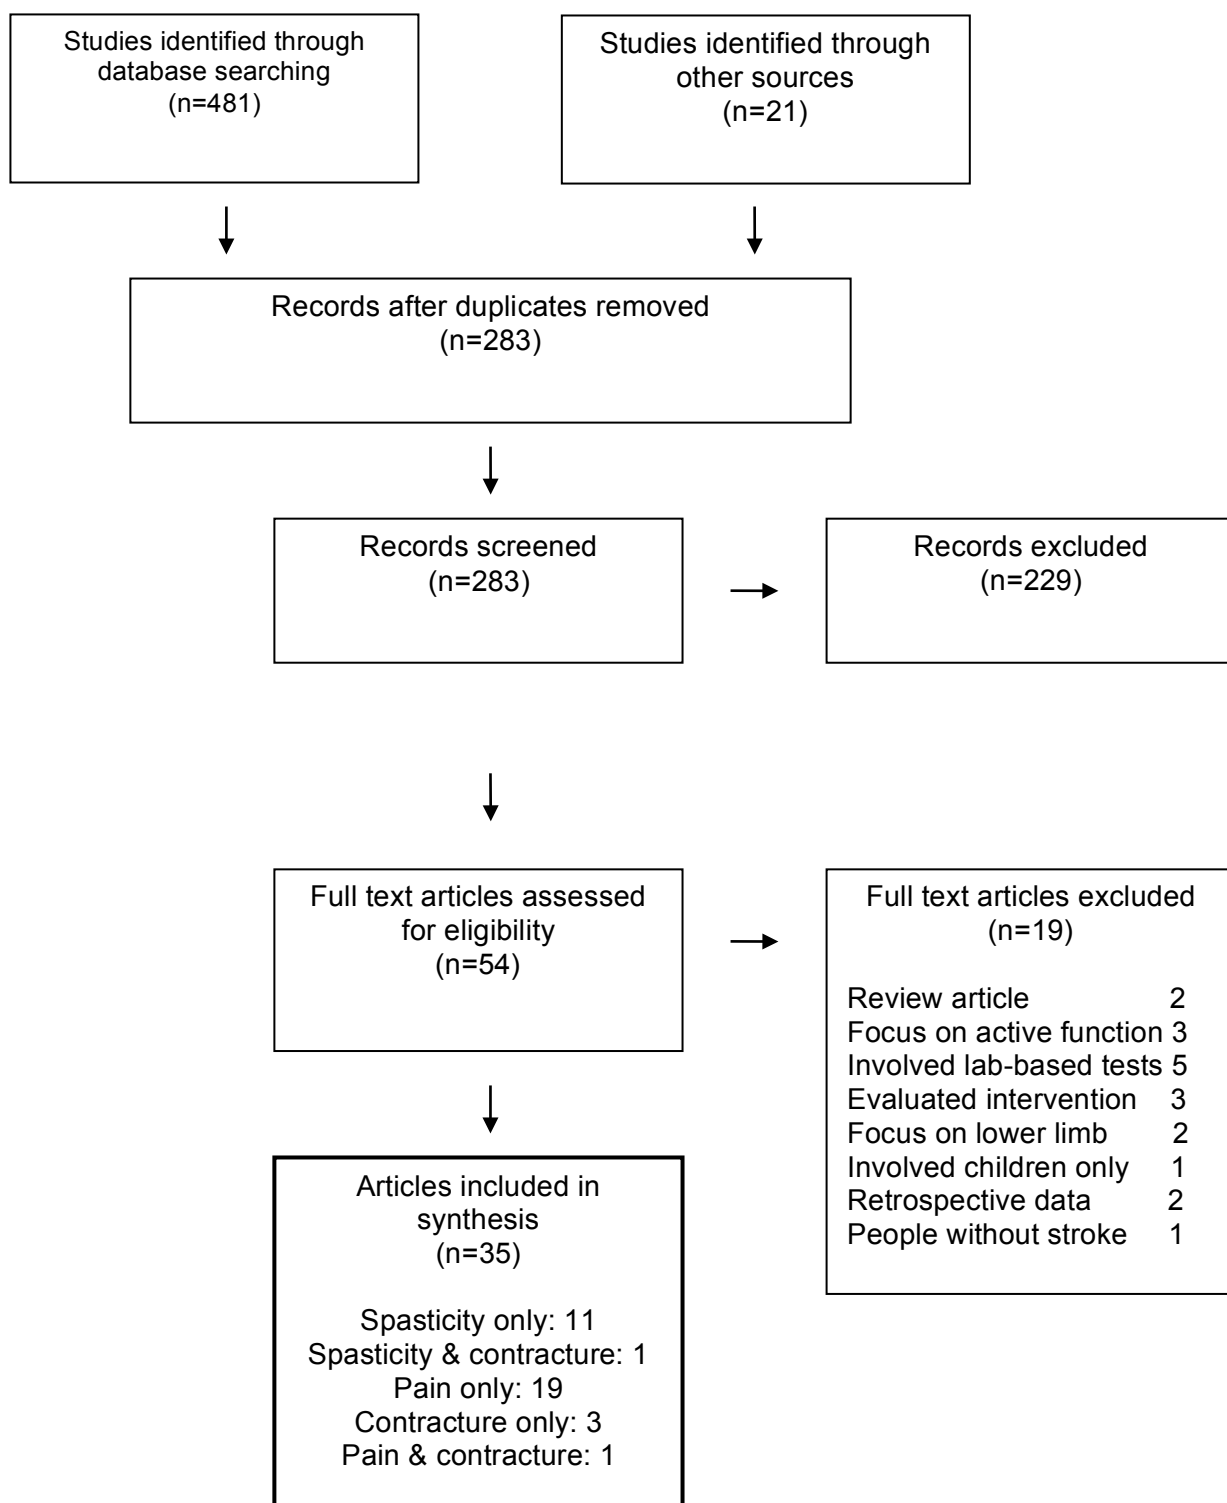 Studies identified through
database searching
(n=481)
Studies identified through
other sources
(n=21)
Records after duplicates removed
(n=283)
Records screened
(n=283)
Records excluded
(n=229)
Full text articles assessed
for eligibility
(n=54)
Full text articles excluded
(n=19)
Review article 2
Focus on active function 3
Involved lab-based tests 5
Evaluated intervention 3
Focus on lower limb 2
Involved children only 1
Retrospective data 2
People without stroke 1
Articles included in
synthesis
(n=35)
Spasticity only: 11
Spasticity & contracture: 1
Pain only: 19
Contracture only: 3
Pain & contracture: 1